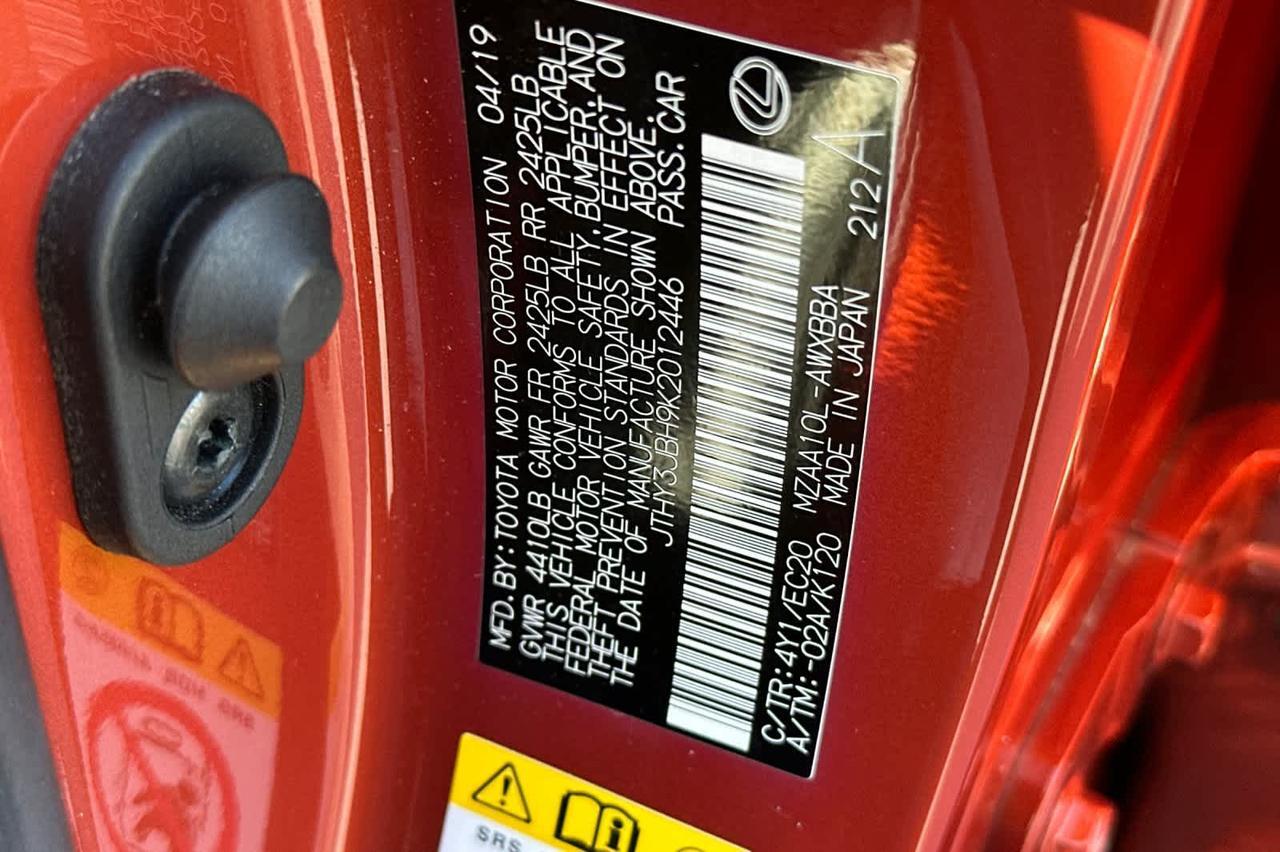 MFD.BY:TOYOTA MOTOR CORPORATION 04/19
GVWR 4410LB GAWR FR 2425LB RR 2425LB
THIS VEHICLE CONFORMS TO ALL APPLICABLE
FEDERAL MOTOR VEHICLE SAFETY,BUMPER,AND
THEFT PREVENTION STANDARDS IN EFFECT ON
THE DATE OF MANUFACTURE SHOWN ABOVE.
JTHY3JBH9K2012446 PASS.CAR
C/TR:4Y1/EC20 MZAA10L-AWXBBA 212A
A/TM:-02A/K120 MADE IN JAPAN
SRS